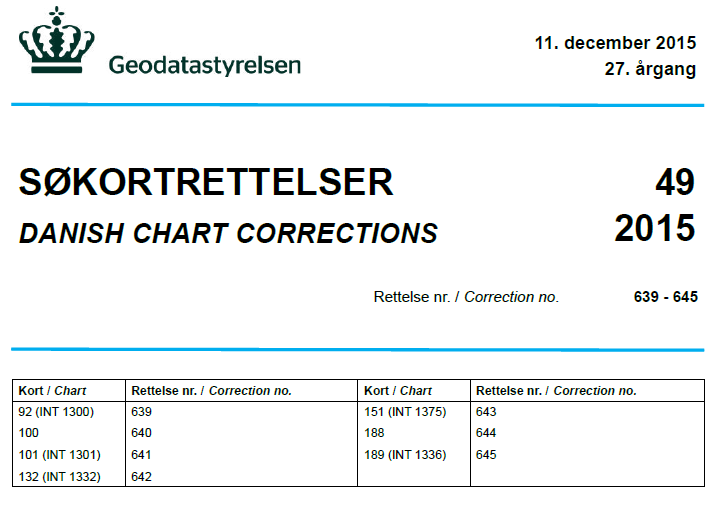 Geodatastyrelsen
11. december 2015
27. årgang
SØKORTRETTELSER 49
DANISH CHART CORRECTIONS 2015
Rettelse nr. / Correction no. 639 - 645
Kort / Chart Rettelse nr. / Correction no. Kort / Chart Rettelse nr. / Correction no.
92 (INT 1300) 639 151 (INT 1375) 643
100 640 188 644
101 (INT 1301) 641 189 (INT 1336) 645
132 (INT 1332) 642